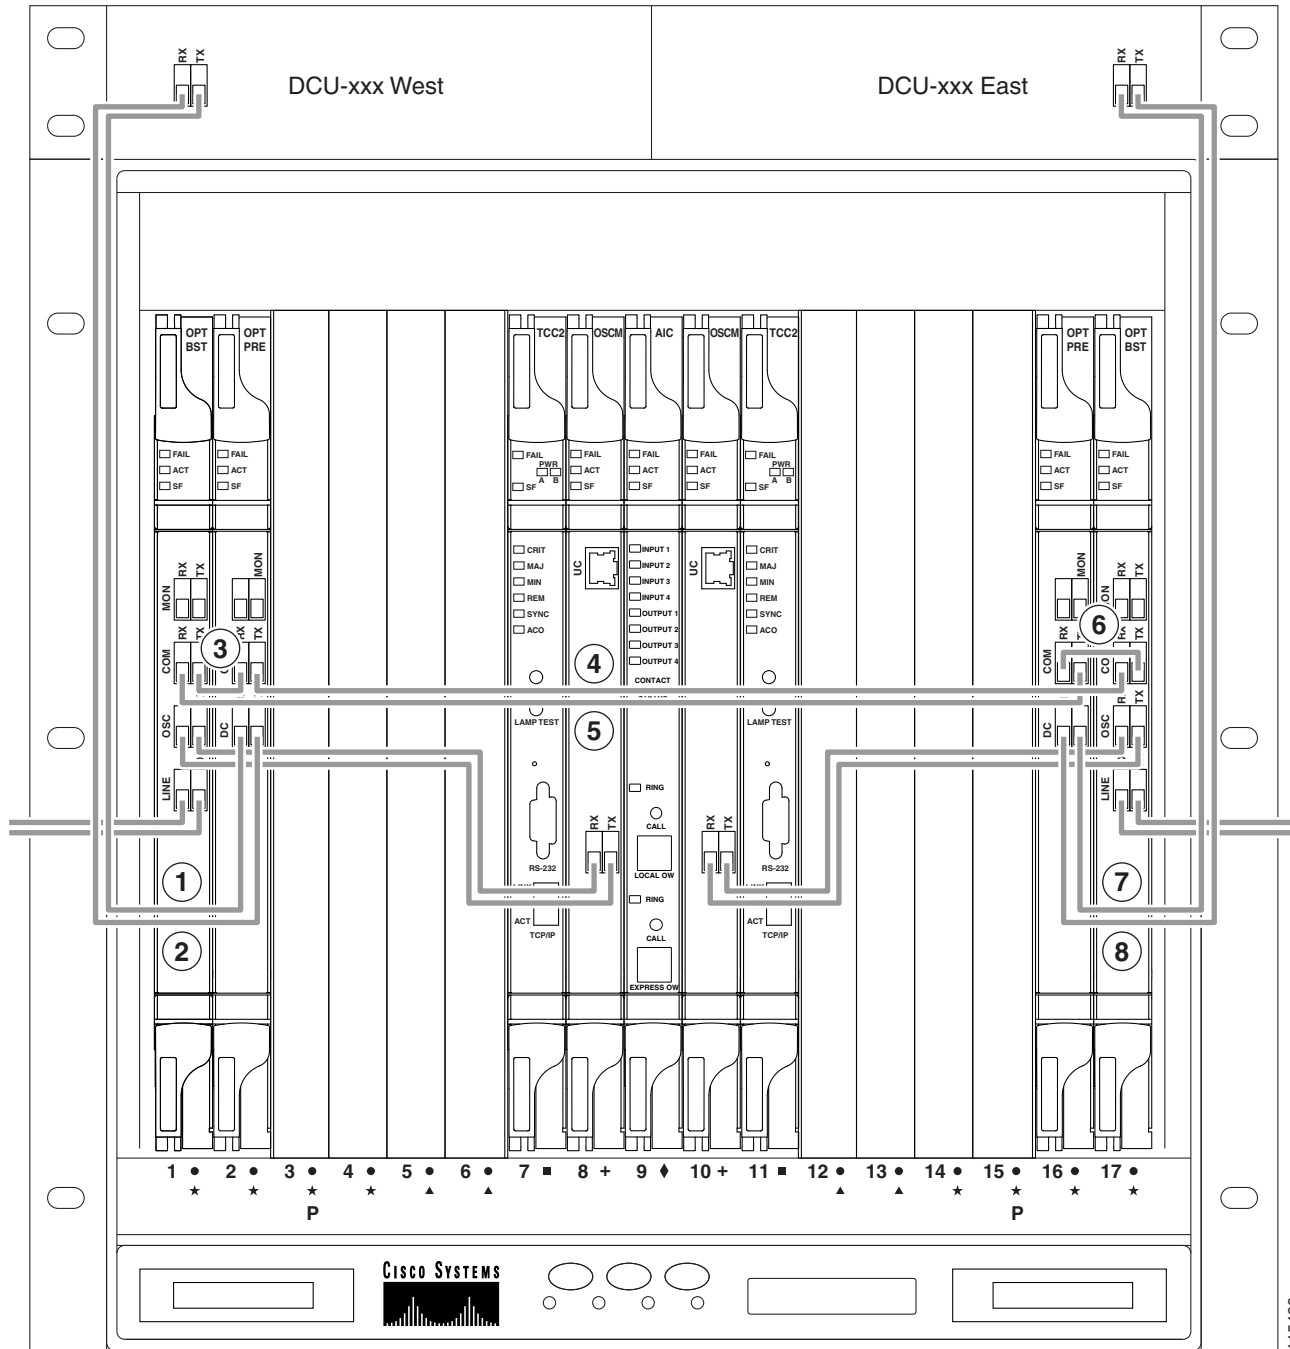 RX TX
DCU-xxx West
DCU-xxx East
RX TX
OPT BST
OPT PRE
TCC2
OSCM
AIC
OSCM
TCC2
OPT PRE
OPT BST
FAIL FAIL FAIL FAIL FAIL FAIL FAIL FAIL FAIL
PWR PWR
ACT ACT ACT ACT ACT ACT ACT
A B A B
SF SF SF SF SF SF SF SF SF
CRIT INPUT 1 CRIT
MAJ INPUT 2 MAJ
MIN INPUT 3 MIN
REM INPUT 4 REM
SYNC OUTPUT 1 SYNC
ACO OUTPUT 2 ACO
OUTPUT 3
OUTPUT 4
CONTACT
UC UC
MON RX TX MON MON RX TX
COM RX TX RX TX RX COM
3 4 6
OSC DC DC OSC TX
LAMP TEST 5 LAMP TEST
LINE LINE
RING
CALL
RX TX RX TX
RS-232 LOCAL OW RS-232
1 7
RING
ACT ACT
TCP/IP CALL TCP/IP
2 8
EXPRESS OW
1 2 3 4 5 6 7 8 + 9 10 + 11 12 13 14 15 16 17
P P
CISCO SYSTEMS